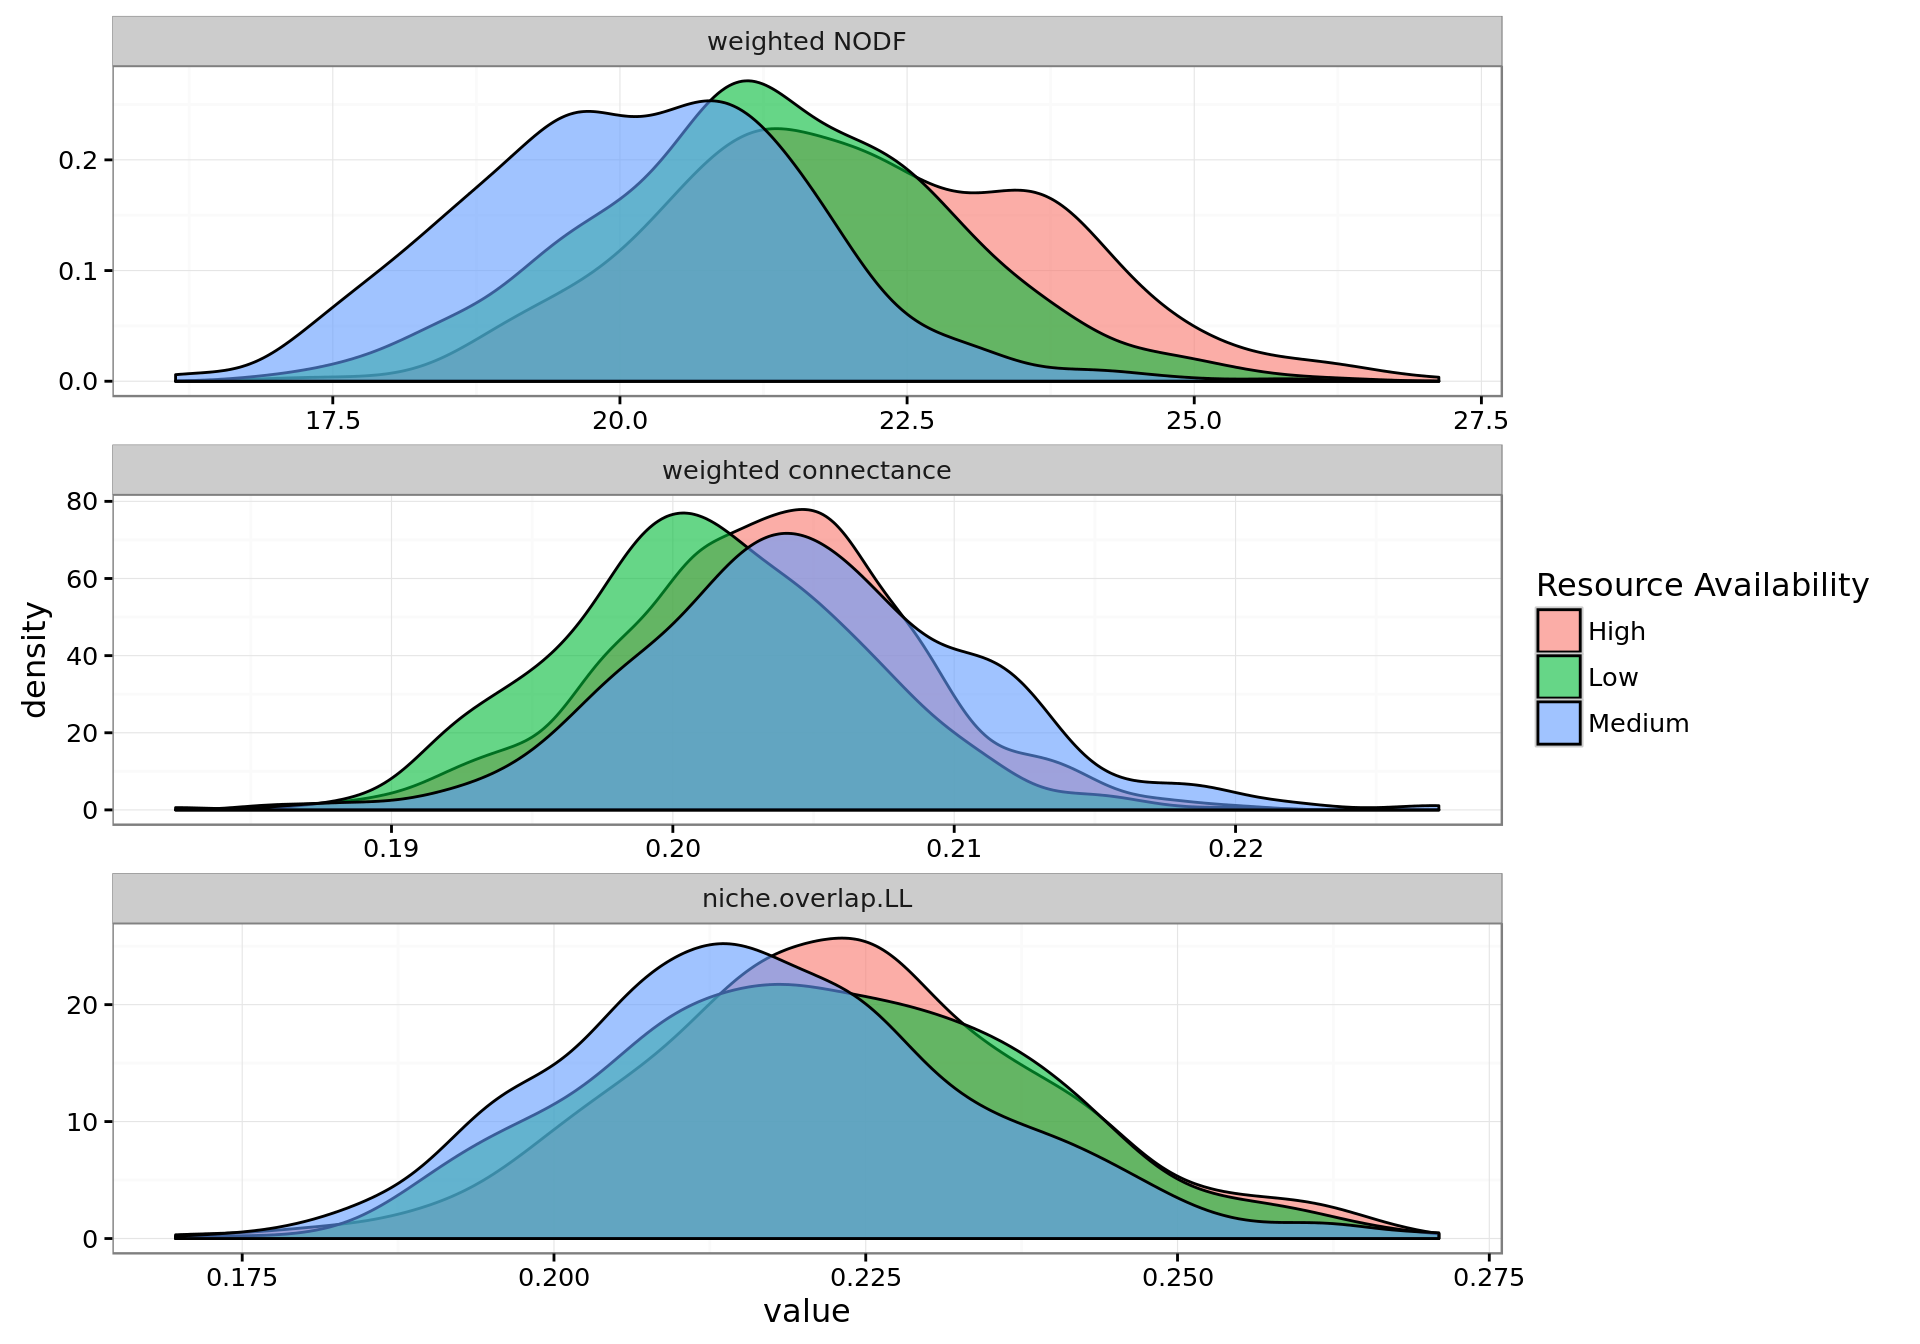 weighted NODF
0.2
0.1
0.0
17.5 20.0 22.5 25.0 27.5
weighted connectance
density
80
60
40
20
0
0.19 0.20 0.21 0.22
Resource Availability
High
Low
Medium
niche.overlap.LL
20
10
0
0.175 0.200 0.225 0.250 0.275
value